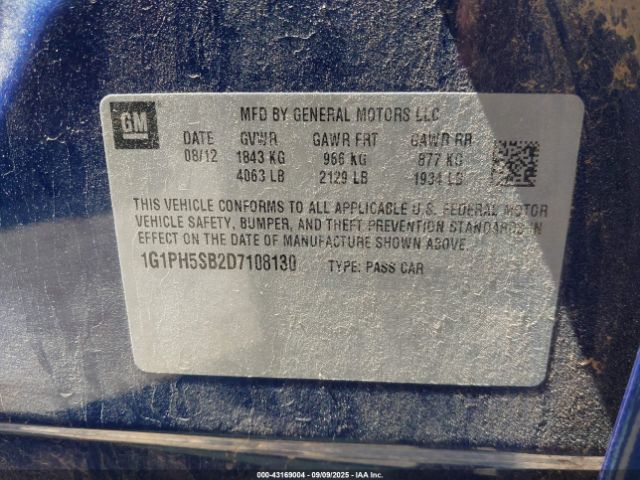 GM
MFD BY GENERAL MOTORS LLC
DATE GVWR GAWR FRT GAWR RR
08/12 1843 KG 966 KG 877 KG
4063 LB 2129 LB 1934 LB
THIS VEHICLE CONFORMS TO ALL APPLICABLE U.S. FEDERAL MOTOR
VEHICLE SAFETY, BUMPER, AND THEFT PREVENTION STANDARDS IN
EFFECT ON THE DATE OF MANUFACTURE SHOWN ABOVE.
1G1PH5SB2D7108130 TYPE: PASS CAR
000-43169004 - 09/09/2025 - IAA Inc.